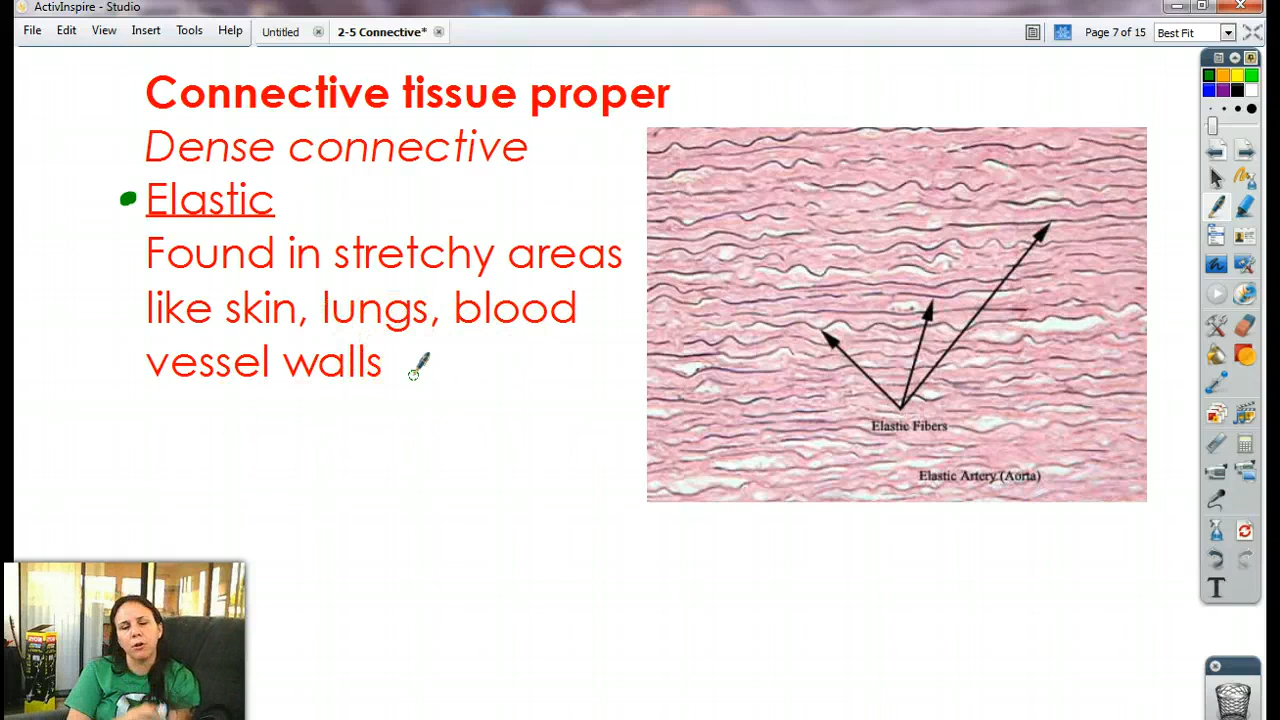 ActivInspire - Studio
File Edit View Insert Tools Help
Untitled
2-5 Connective*
Page 7 of 15
Best Fit
Connective tissue proper
Dense connective
Elastic
Found in stretchy areas
like skin, lungs, blood
vessel walls
Elastic Fibers
Elastic Artery (Aorta)
T